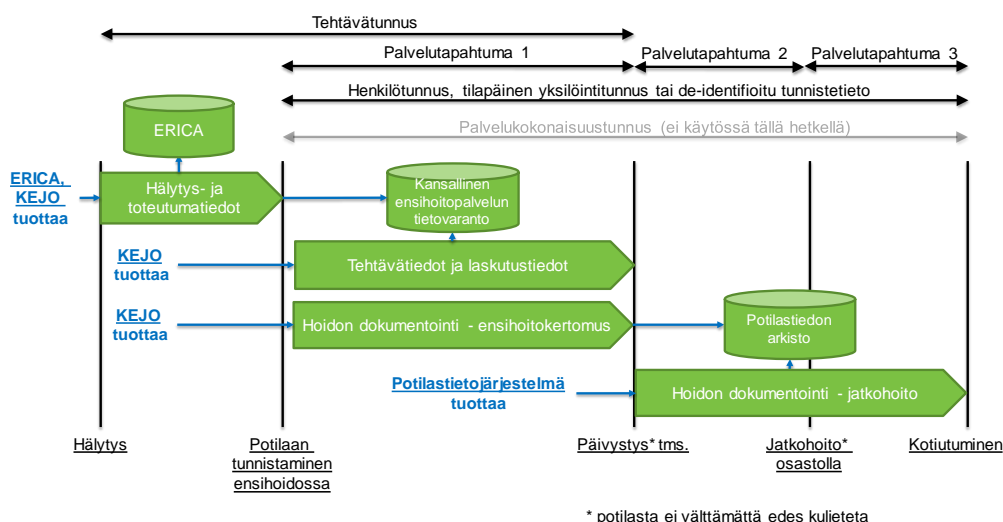 Tehtävätunnus
Palvelutapahtuma 1
Palvelutapahtuma 2
Palvelutapahtuma 3
Henkilötunnus, tilapäinen yksilöintitunnus tai de-identifioitu tunnistetieto
Palvelukokonaisuustunnus (ei käytössä tällä hetkellä)
ERICA
ERICA,
KEJO
tuottaa
Hälytys- ja
toteutumatiedot
Kansallinen
ensihoitopalvelun
tietovaranto
KEJO
tuottaa
Tehtävätiedot ja laskutustiedot
KEJO
tuottaa
Hoidon dokumentointi - ensihoitokertomus
Potilastiedon
arkisto
Potilastietojärjestelmä
tuottaa
Hoidon dokumentointi - jatkohoito
Hälytys
Potilaan
tunnistaminen
ensihoidossa
Päivystys* tms.
Jatkohoito*
osastolla
Kotiutuminen
* potilasta ei välttämättä edes kuljeteta